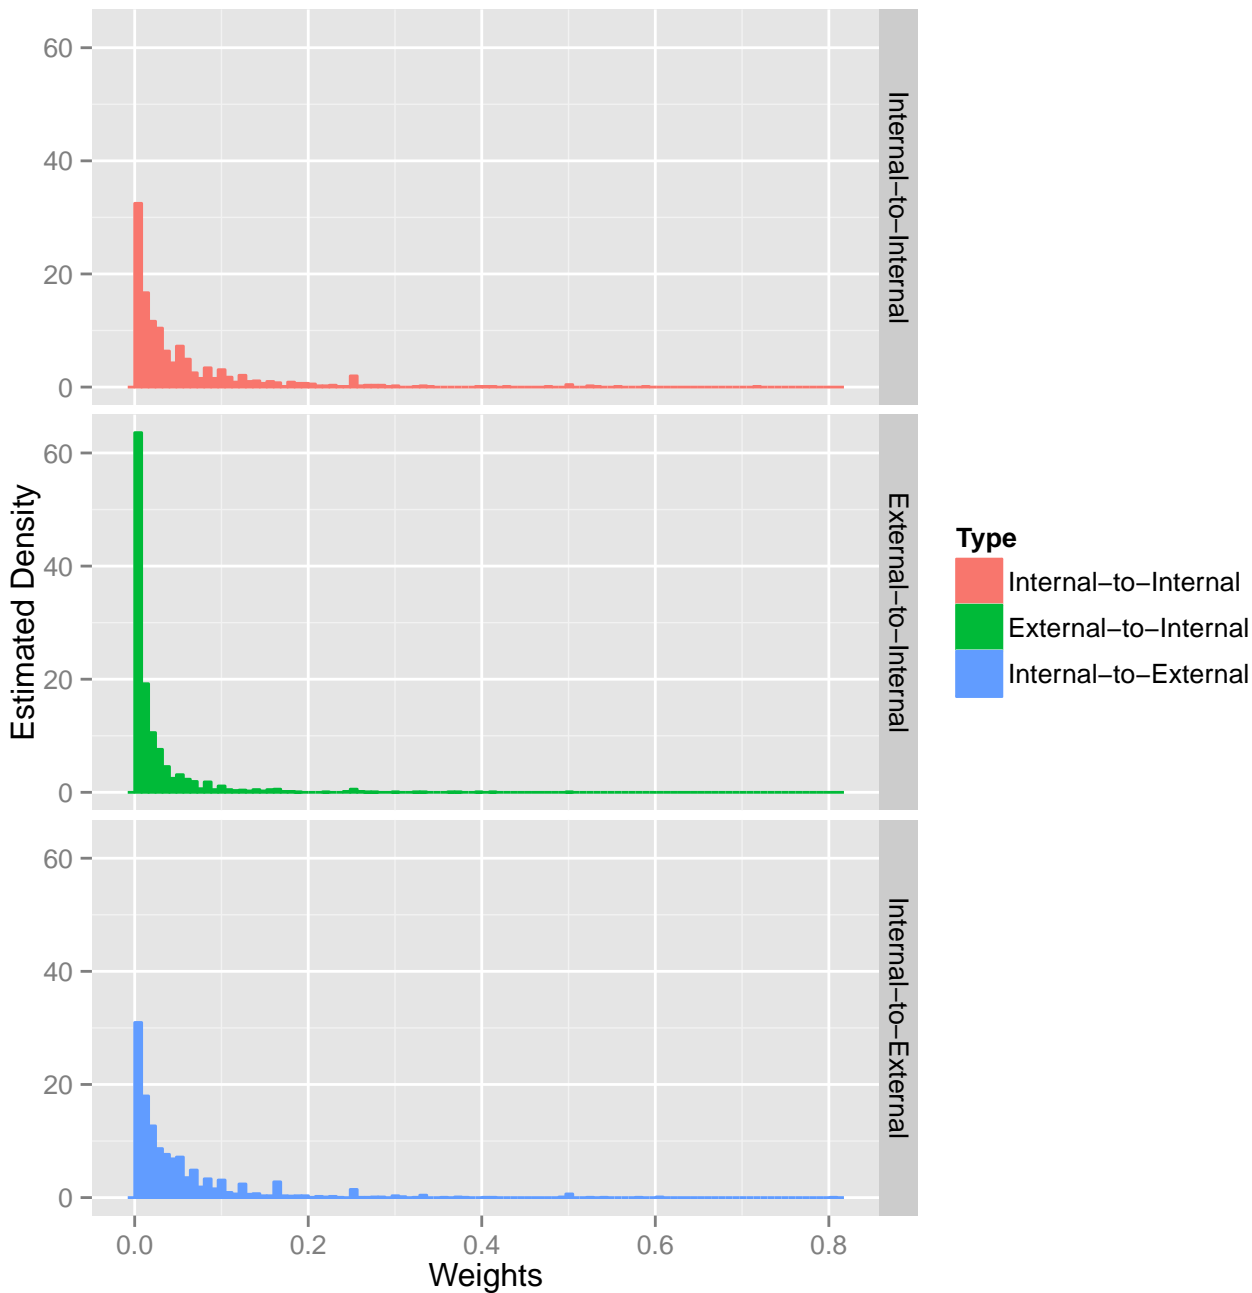 60
40
20
0
Internal−to−Internal
60
40
20
0
External−to−Internal
60
40
20
0
Internal−to−External
0.0 0.2 0.4 0.6 0.8
Weights
Estimated Density
Type
Internal−to−Internal
External−to−Internal
Internal−to−External